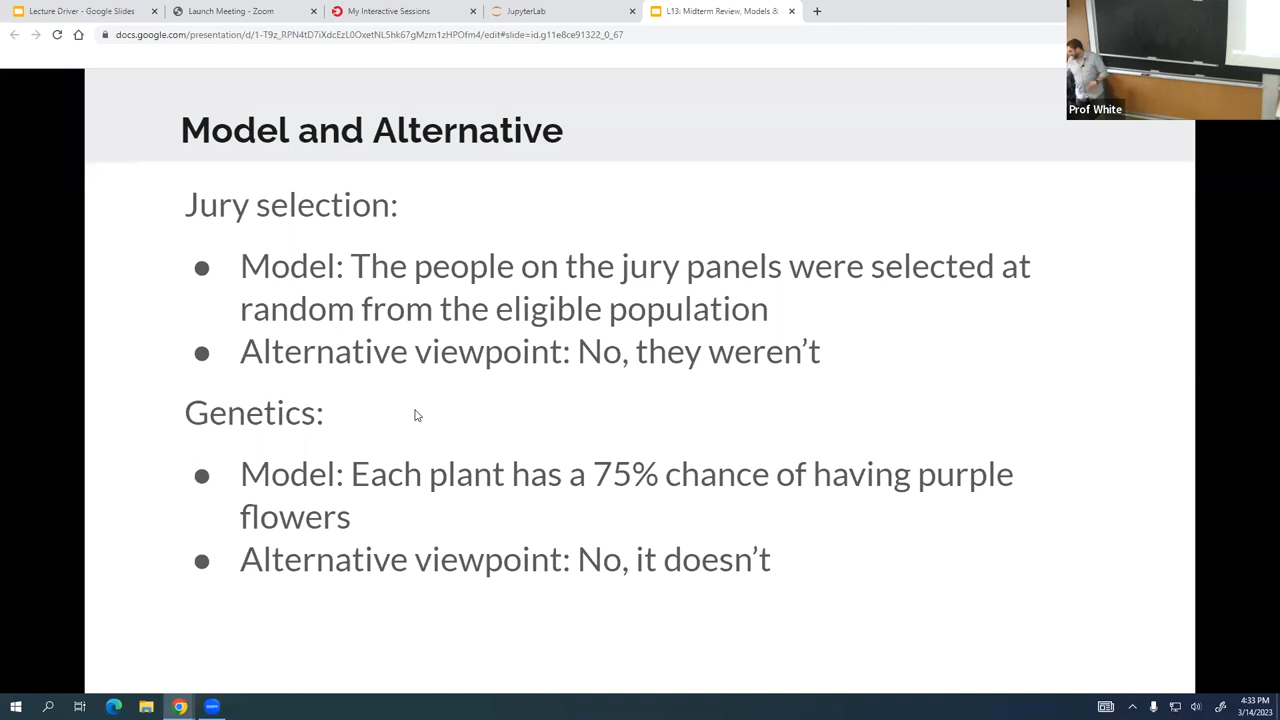 Lecture Driver - Google Slides
Launch Meeting - Zoom
My Interactive Sessions
JupyterLab
L13: Midterm Review, Models &
docs.google.com/presentation/d/1-T9z_RPN4tD7iXdcEzL0OxetNLShk67gMzm1zHPOfm4/edit#slide=id.g11e8ce91322_0_67
Prof White
Model and Alternative
Jury selection:
● Model: The people on the jury panels were selected at
random from the eligible population
● Alternative viewpoint: No, they weren’t
Genetics:
● Model: Each plant has a 75% chance of having purple
flowers
● Alternative viewpoint: No, it doesn’t
4:33 PM
3/14/2023